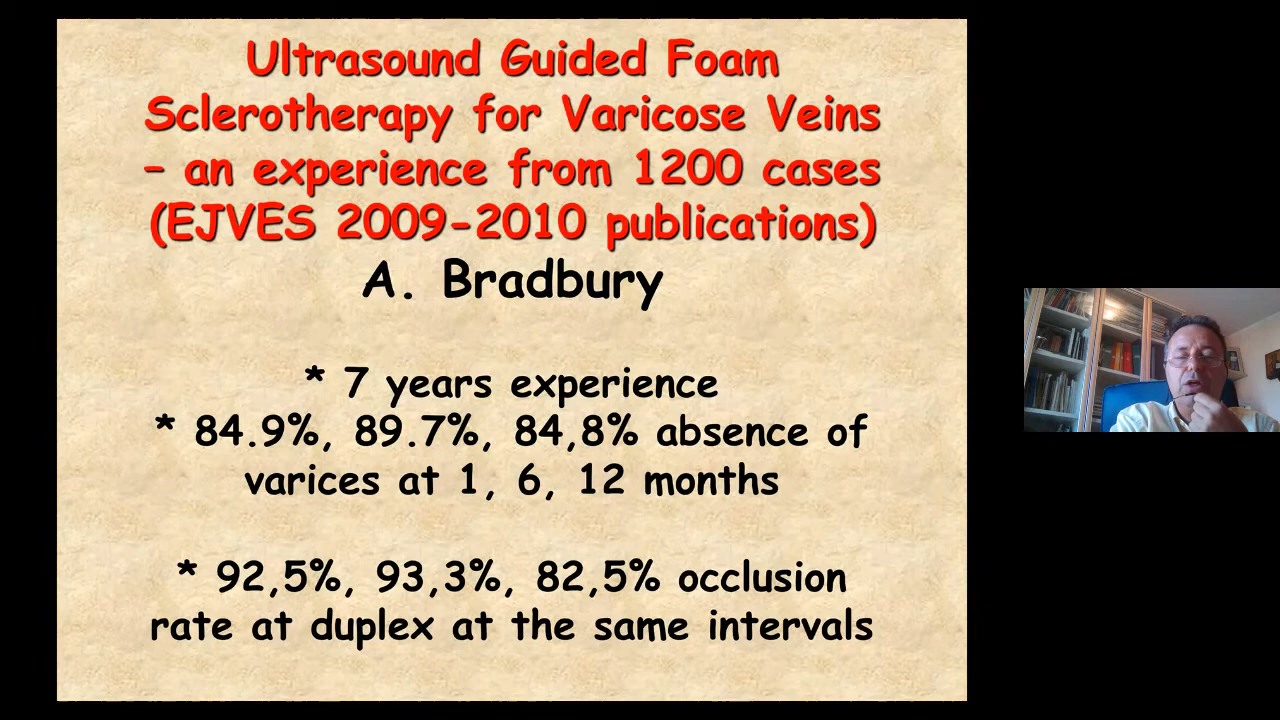 Ultrasound Guided Foam
Sclerotherapy for Varicose Veins
– an experience from 1200 cases
(EJVES 2009-2010 publications)
A. Bradbury
* 7 years experience
* 84.9%, 89.7%, 84,8% absence of
varices at 1, 6, 12 months
* 92,5%, 93,3%, 82,5% occlusion
rate at duplex at the same intervals